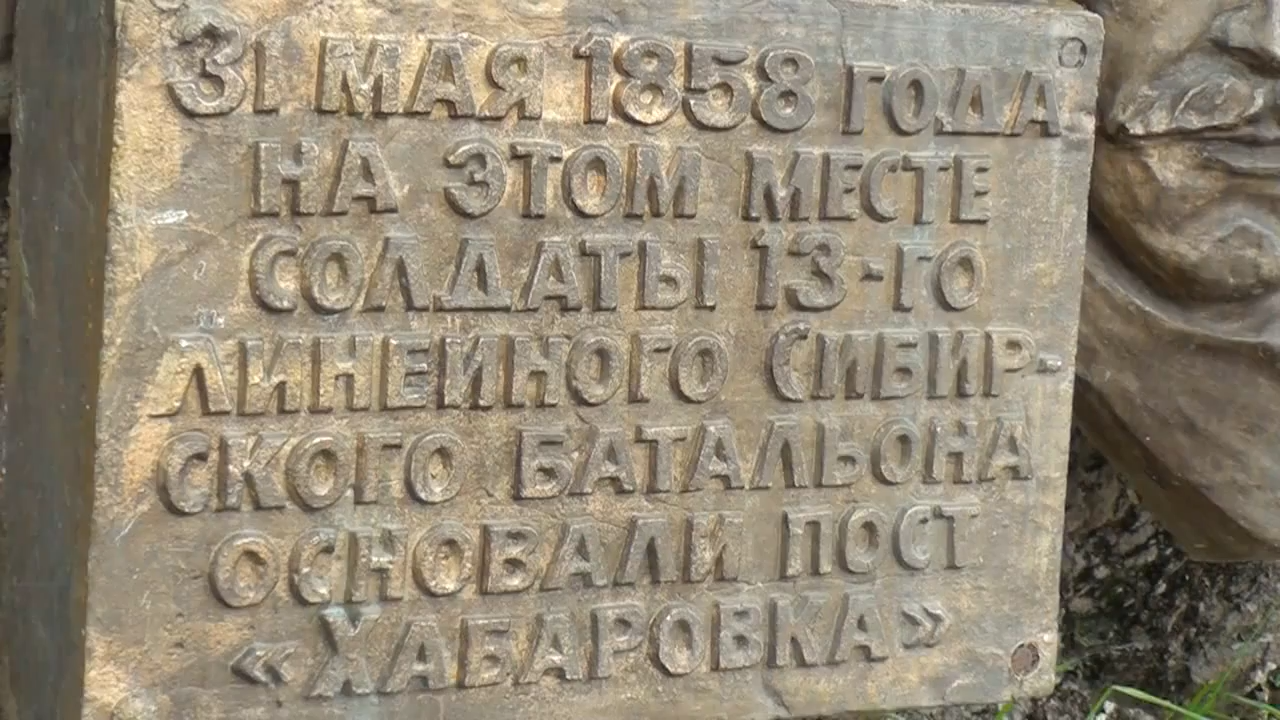 31 МАЯ 1858 ГОДА
НА ЭТОМ МЕСТЕ
СОЛДАТЫ 13-ГО
ЛИНЕЙНОГО СИБИР-
СКОГО БАТАЛЬОНА
ОСНОВАЛИ ПОСТ
«ХАБАРОВКА»